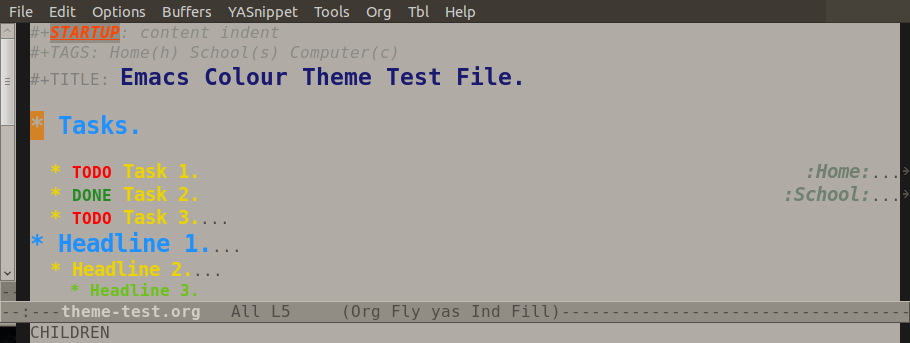 File Edit Options Buffers YASnippet Tools Org Tbl Help
#+STARTUP: content indent
#+TAGS: Home(h) School(s) Computer(c)
#+TITLE: Emacs Colour Theme Test File.
* Tasks.
* TODO Task 1. :Home:...
* DONE Task 2. :School:...
* TODO Task 3....
* Headline 1....
* Headline 2....
* Headline 3.
--:---theme-test.org All L5 (Org Fly yas Ind Fill)-----------------------------------
CHILDREN